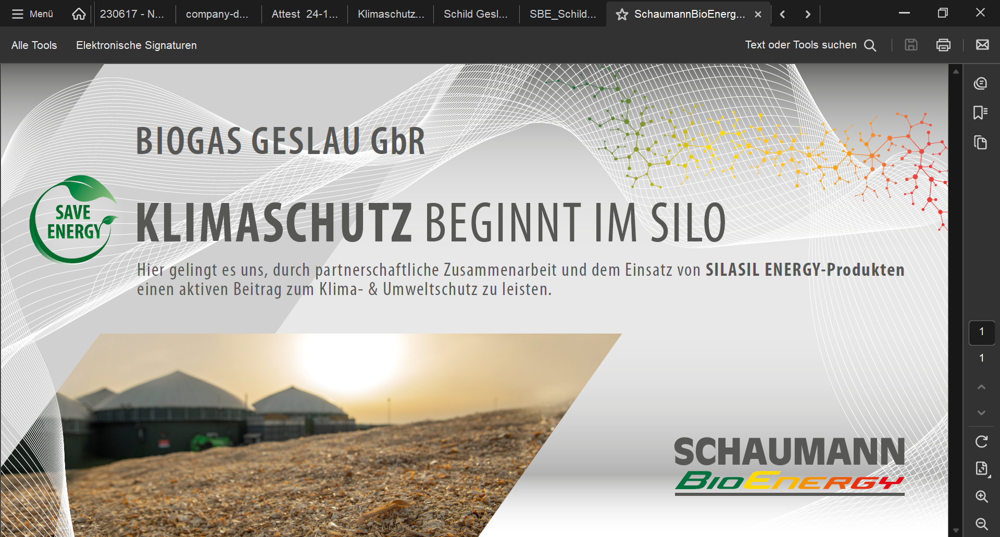 Menü
230617 - N...
company-d...
Attest 24-1...
Klimaschutz...
Schild Gesl...
SBE_Schild...
SchaumannBioEnerg...
Alle Tools
Elektronische Signaturen
Text oder Tools suchen
BIOGAS GESLAU GbR
SAVE
ENERGY
KLIMASCHUTZ BEGINNT IM SILO
Hier gelingt es uns, durch partnerschaftliche Zusammenarbeit und dem Einsatz von SILASIL ENERGY-Produkten
einen aktiven Beitrag zum Klima- & Umweltschutz zu leisten.
SCHAUMANN
BIOENERGY
1
1